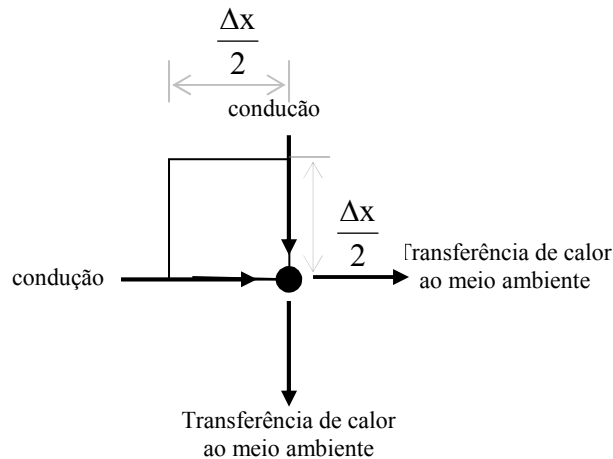 Δx
2
condução
Δx
2
Transferência de calor
ao meio ambiente
condução
Transferência de calor
ao meio ambiente